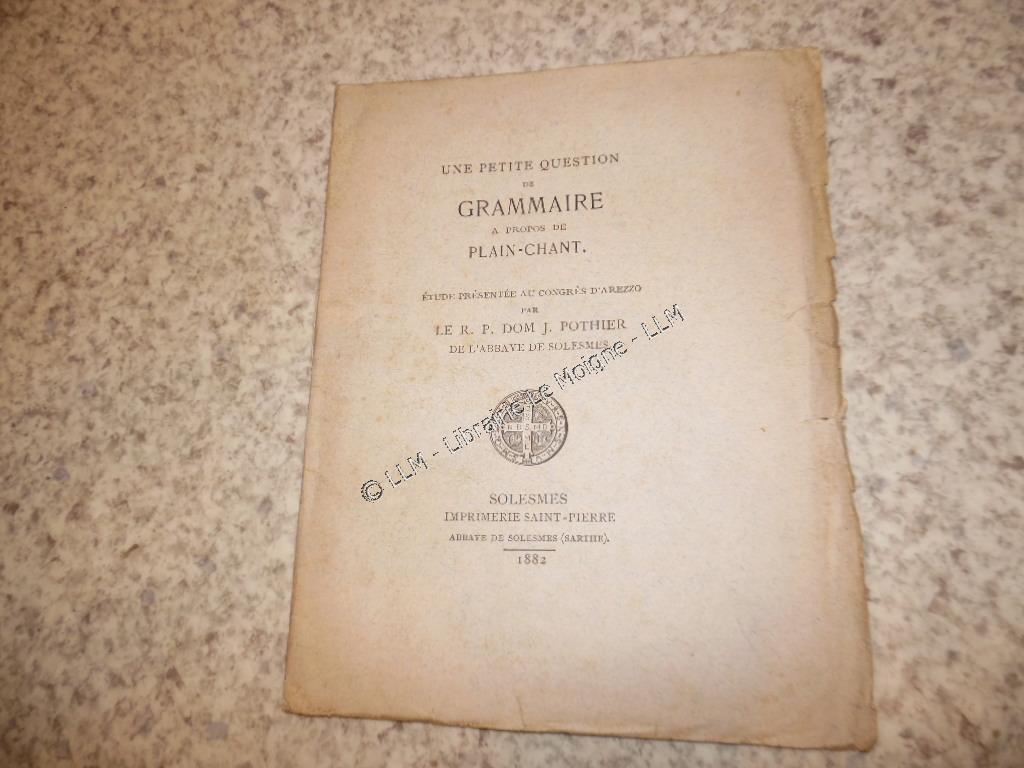 UNE PETITE QUESTION
DE
GRAMMAIRE
A PROPOS DE
PLAIN-CHANT.
ÉTUDE PRÉSENTÉE AU CONGRÈS D'AREZZO
PAR
LE R. P. DOM J. POTHIER
DE L'ABBAYE DE SOLESMES
© LLM - Librairie Le Moigne - LLM
SOLESMES
IMPRIMERIE SAINT-PIERRE
ABBAYE DE SOLESMES (SARTHE).
1882